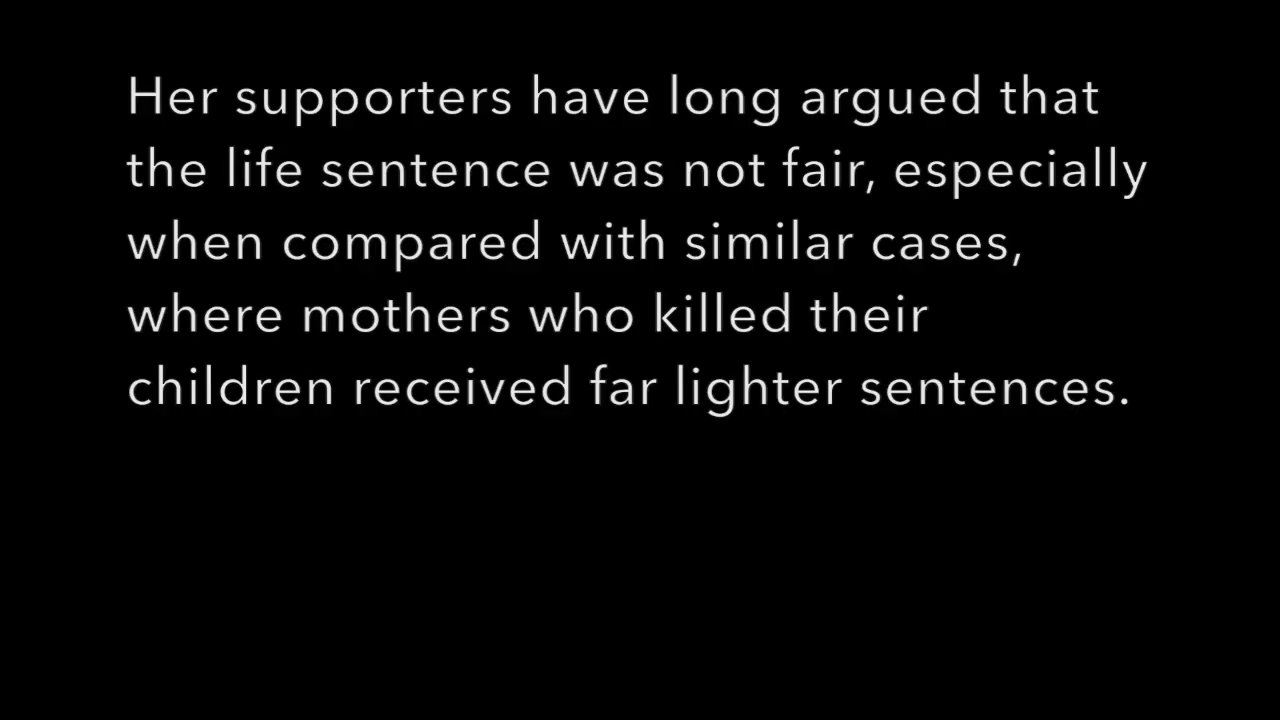 Her supporters have long argued that
the life sentence was not fair, especially
when compared with similar cases,
where mothers who killed their
children received far lighter sentences.